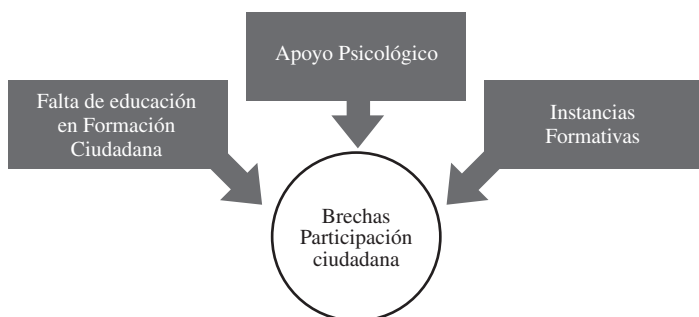 Apoyo Psicológico
Falta de educación
en Formación
Ciudadana
Instancias
Formativas
Brechas
Participación
ciudadana